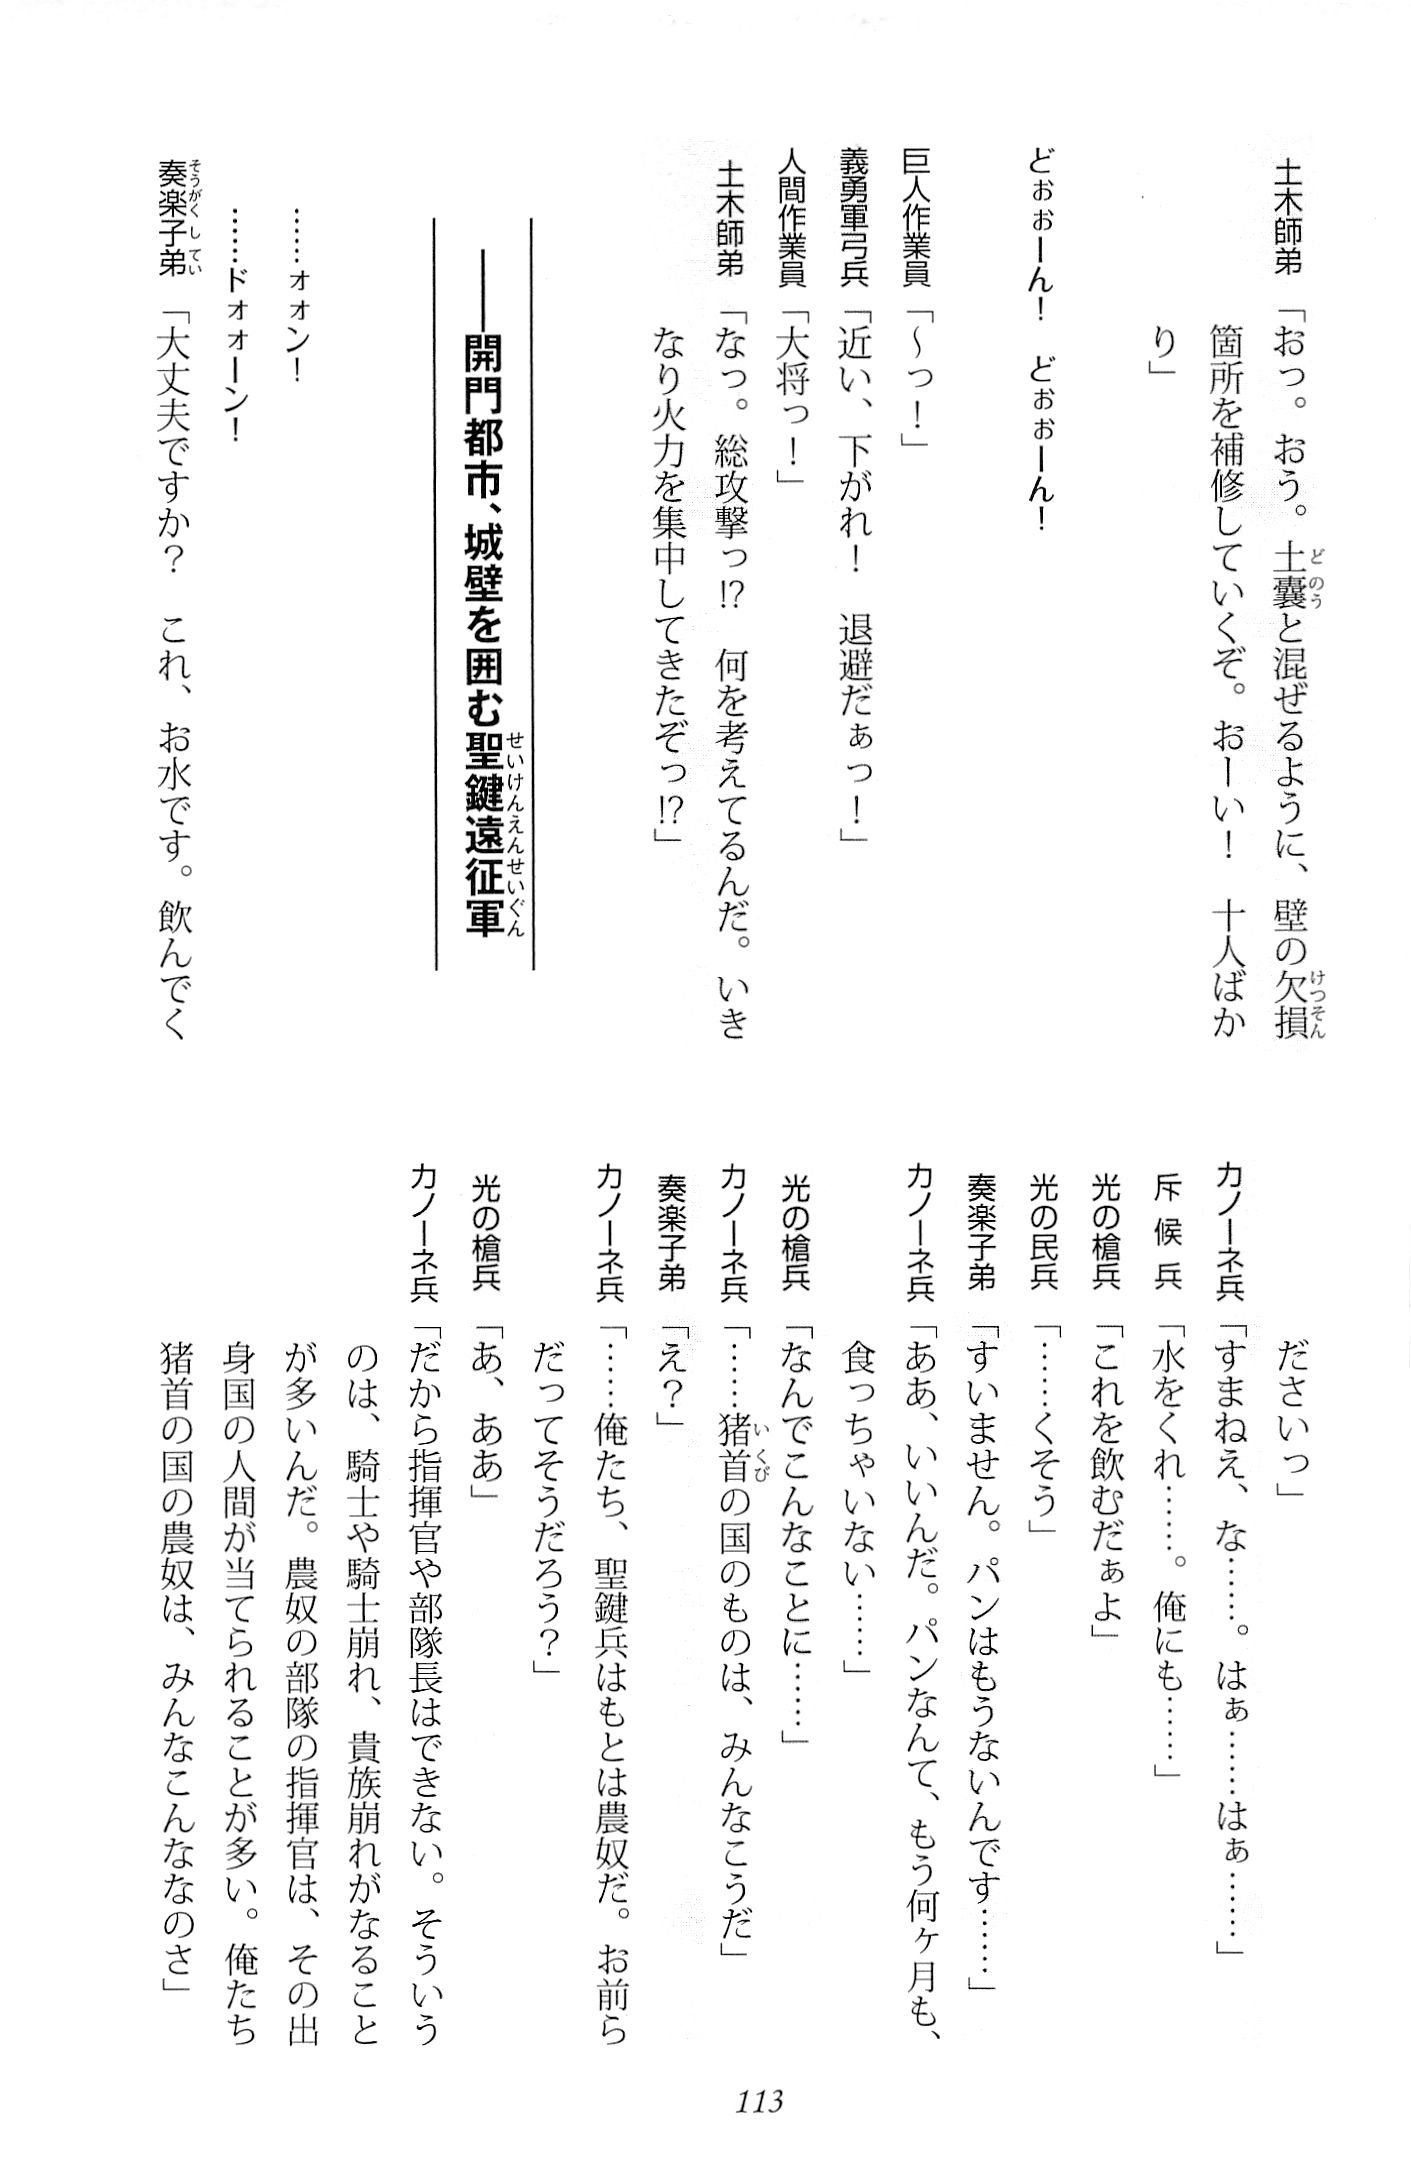 土木師弟「おっ。おう。土嚢と混ぜるように、壁の欠損
箇所を補修していくぞ。おーい！　十人ばか
り」
どぉぉーん！　どぉぉーん！
巨人作業員「〜っ！」
義勇軍弓兵「近い、下がれ！　退避だぁっ！」
人間作業員「大将っ！」
土木師弟「なっ。総攻撃っ!?　何を考えてるんだ。いき
なり火力を集中してきたぞっ!?」
――開門都市、城壁を囲む聖鍵遠征軍
……ォォン！
……ドォォーン！
奏楽子弟「大丈夫ですか？　これ、お水です。飲んでく
ださいっ」
カノーネ兵「すまねえ、な……。はぁ……はぁ……」
斥候兵「水をくれ……。俺にも……」
光の槍兵「これを飲むだぁよ」
光の民兵「……くそう」
奏楽子弟「すいません。パンはもうないんです……」
カノーネ兵「ああ、いいんだ。パンなんて、もう何ヶ月も、
食っちゃいない……」
光の槍兵「なんでこんなことに……」
カノーネ兵「……猪首の国のものは、みんなこうだ」
奏楽子弟「え？」
カノーネ兵「……俺たち、聖鍵兵はもとは農奴だ。お前ら
だってそうだろう？」
光の槍兵「あ、ああ」
カノーネ兵「だから指揮官や部隊長はできない。そういう
のは、騎士や騎士崩れ、貴族崩れがなること
が多いんだ。農奴の部隊の指揮官は、その出
身国の人間が当てられることが多い。俺たち
猪首の国の農奴は、みんなこんななのさ」
113